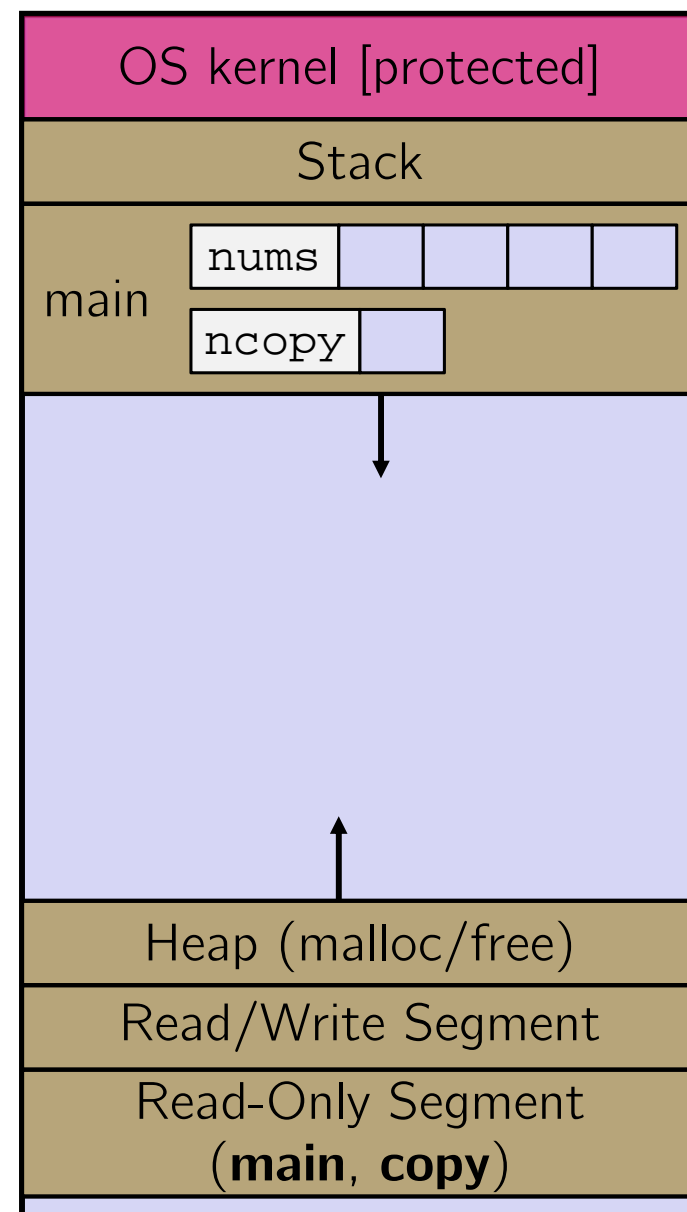 OS kernel [protected]
Stack
main
nums
ncopy
Heap (malloc/free)
Read/Write Segment
Read-Only Segment
(main, copy)